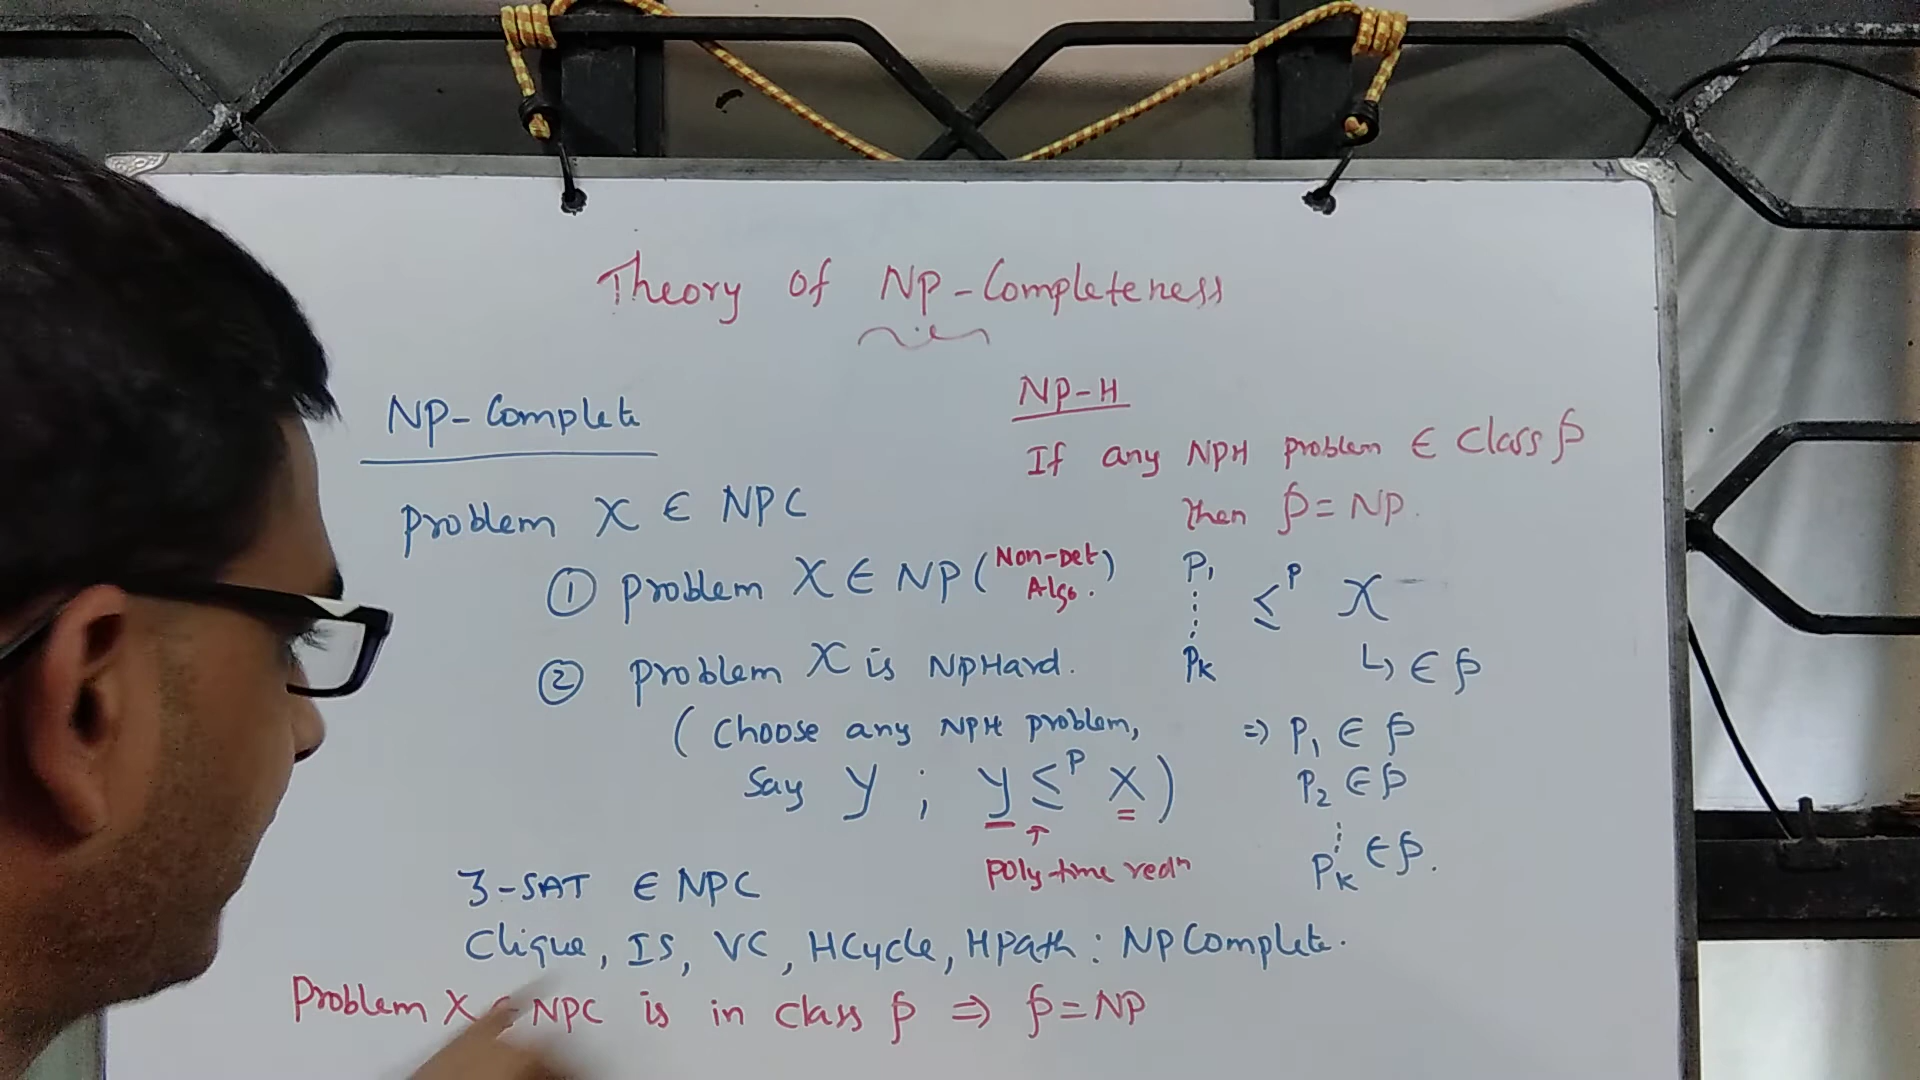 Theory of NP-Completeness
NP-Complete
Problem X ∈ NPC
① Problem X ∈ NP (Non-Det Algo.)
② Problem X is NPHard.
(Choose any NPH problem,
Say Y ; Y ≤ᴾ X)
↑
Poly-time redⁿ
3-SAT ∈ NPC
Clique, IS, VC, HCycle, HPath : NPComplete.
Problem X ∈ NPC is in class P ⇒ P = NP
NP-H
If any NPH problem ∈ Class P
then P = NP.
P₁
⋮ ≤ᴾ X
Pₖ ↳ ∈ P
⇒ P₁ ∈ P
P₂ ∈ P
⋮
Pₖ ∈ P.